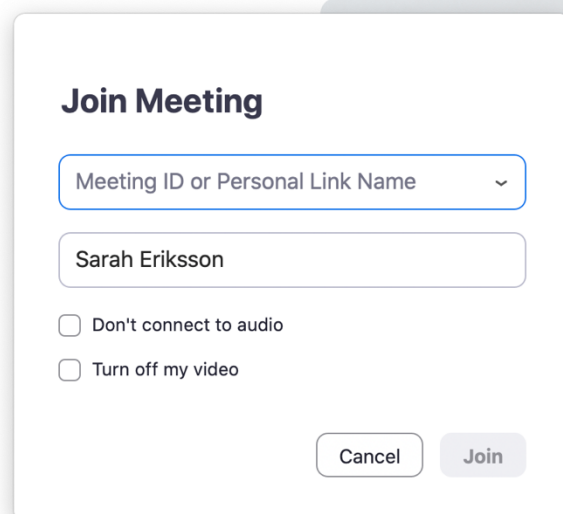 Join Meeting
Meeting ID or Personal Link Name
Sarah Eriksson
Don't connect to audio
Turn off my video
Cancel Join